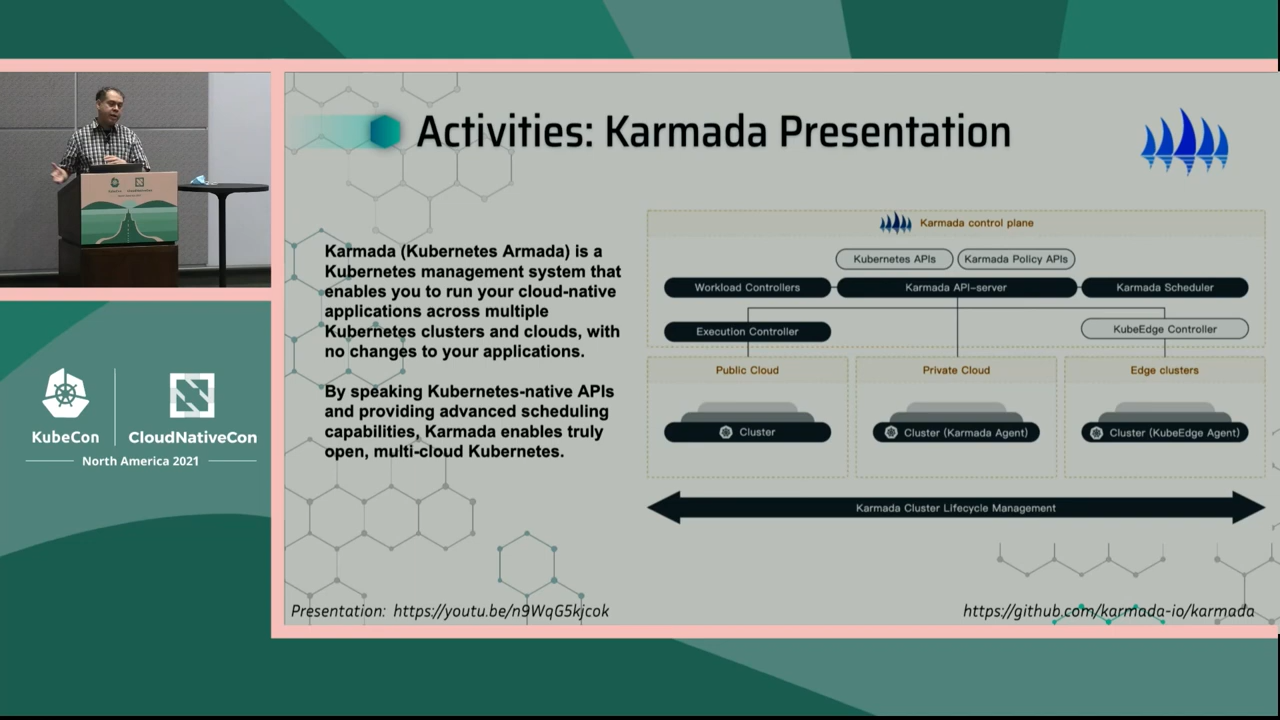 Activities: Karmada Presentation
Karmada (Kubernetes Armada) is a
Kubernetes management system that
enables you to run your cloud-native
applications across multiple
Kubernetes clusters and clouds, with
no changes to your applications.
By speaking Kubernetes-native APIs
and providing advanced scheduling
capabilities, Karmada enables truly
open, multi-cloud Kubernetes.
Karmada control plane
Kubernetes APIs
Karmada Policy APIs
Workload Controllers
Karmada API-server
Karmada Scheduler
Execution Controller
KubeEdge Controller
Public Cloud
Private Cloud
Edge clusters
Cluster
Cluster (Karmada Agent)
Cluster (KubeEdge Agent)
Karmada Cluster Lifecycle Management
Presentation: https://youtu.be/n9WqG5kjcok
https://github.com/karmada-io/karmada
KubeCon
CloudNativeCon
North America 2021